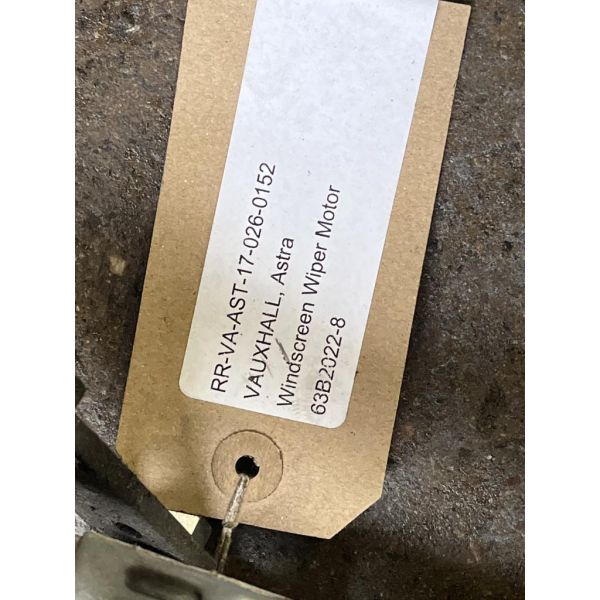 RR-VA-AST-17-026-0152
VAUXHALL, Astra
Windscreen Wiper Motor
63B2022-8